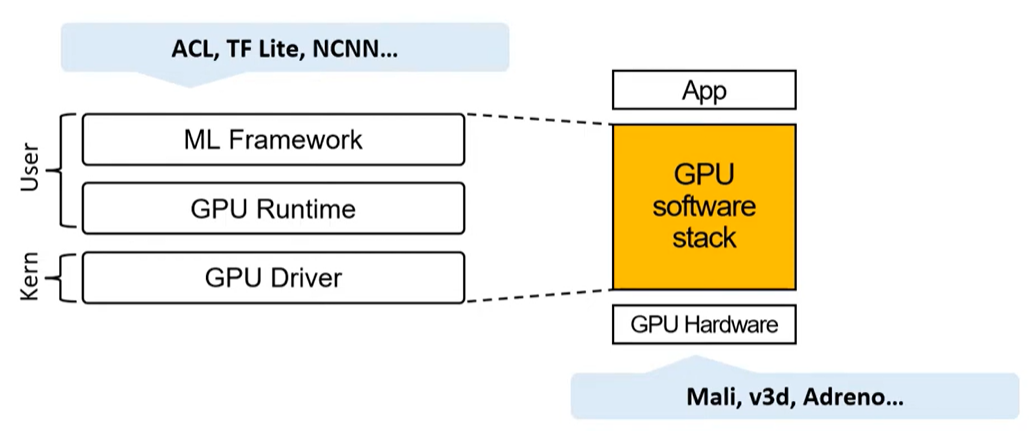 ACL, TF Lite, NCNN…
User
ML Framework
GPU Runtime
Kern
GPU Driver
App
GPU
software
stack
GPU Hardware
Mali, v3d, Adreno…